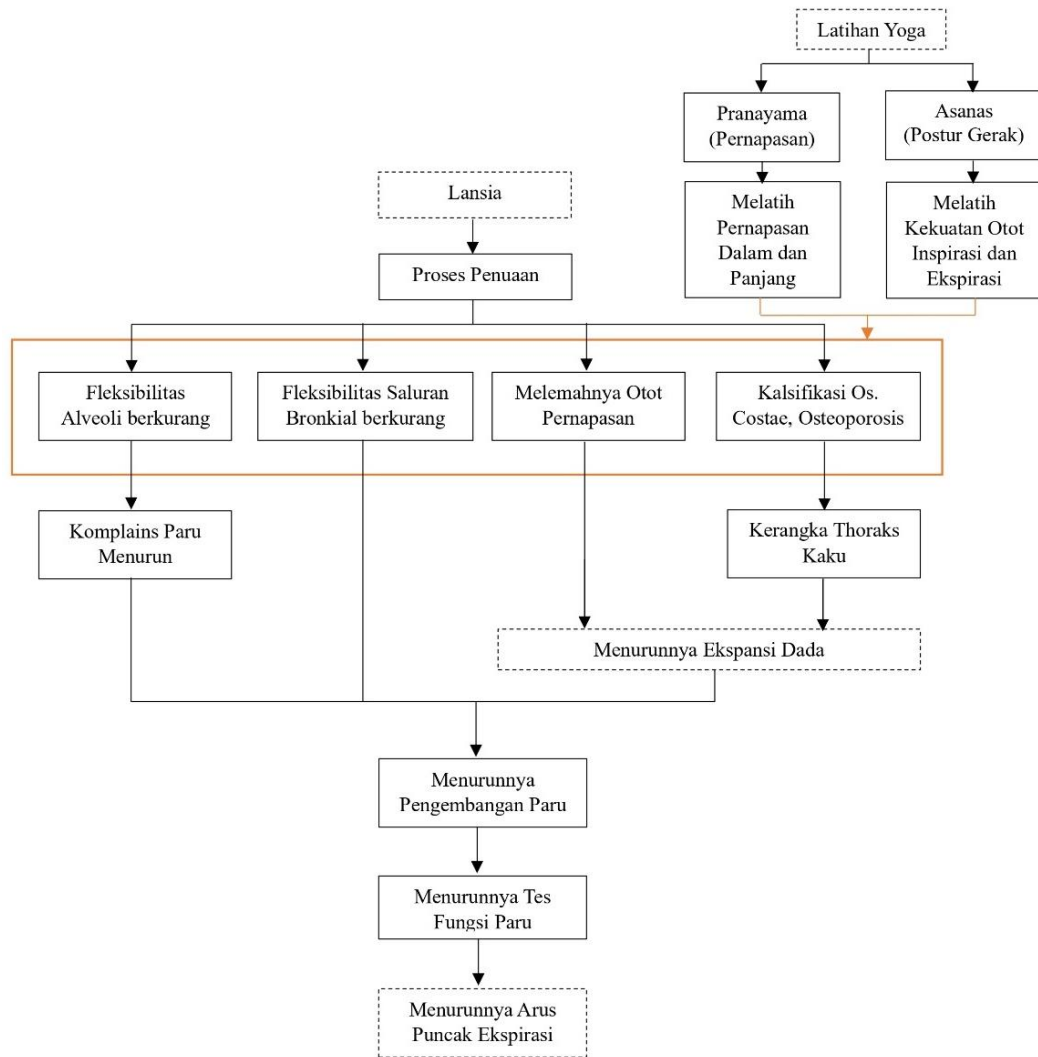 Latihan Yoga
Pranayama
(Pernapasan)
Asanas
(Postur Gerak)
Lansia
Melatih
Pernapasan
Dalam dan
Panjang
Melatih
Kekuatan Otot
Inspirasi dan
Ekspirasi
Proses Penuaan
Fleksibilitas
Alveoli berkurang
Fleksibilitas Saluran
Bronkial berkurang
Melemahnya Otot
Pernapasan
Kalsifikasi Os.
Costae, Osteoporosis
Komplains Paru
Menurun
Kerangka Thoraks
Kaku
Menurunnya Ekspansi Dada
Menurunnya
Pengembangan Paru
Menurunnya Tes
Fungsi Paru
Menurunnya Arus
Puncak Ekspirasi